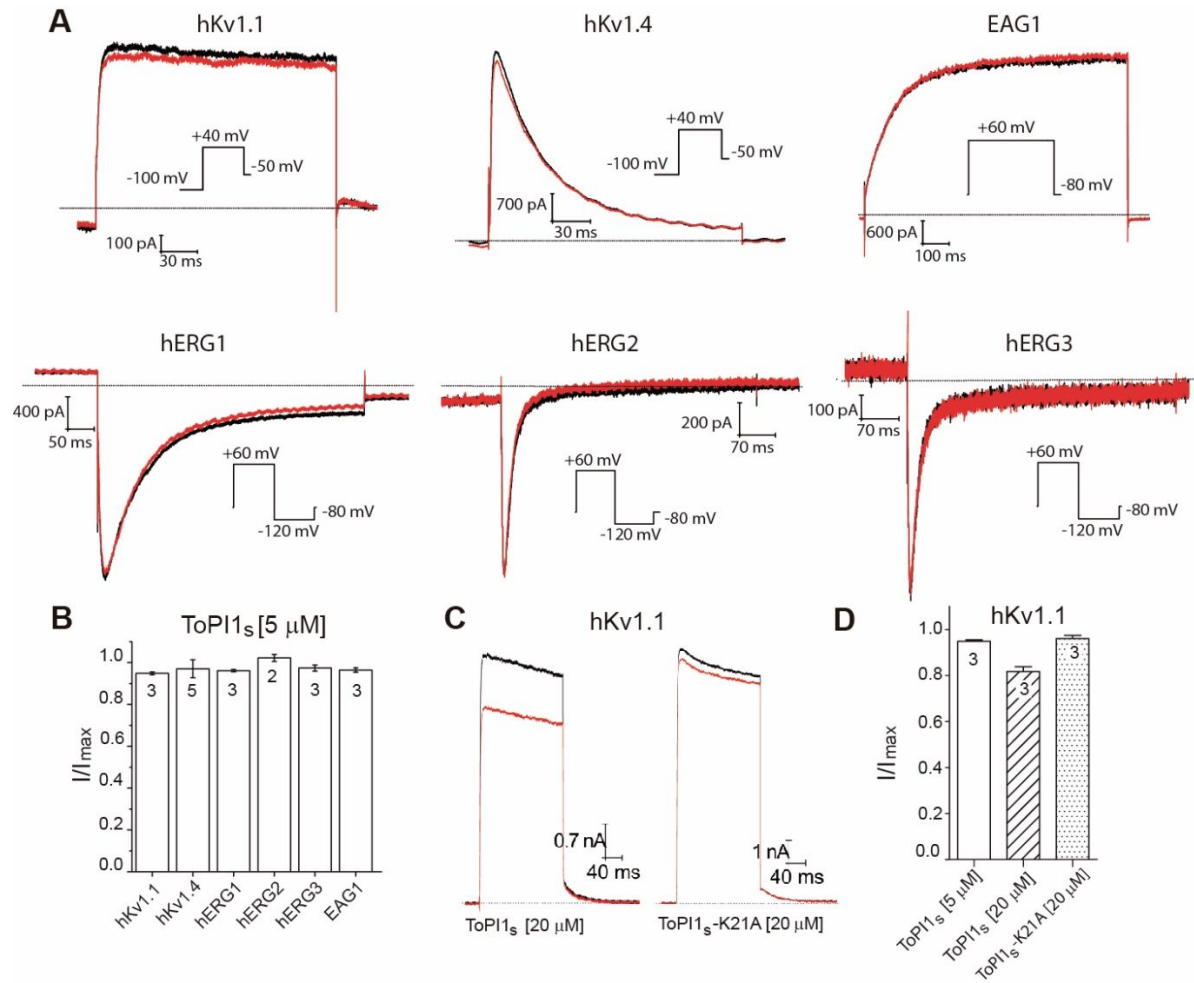 A
hKv1.1
hKv1.4
EAG1
+40 mV
-100 mV
-50 mV
100 pA
30 ms
+40 mV
-100 mV
-50 mV
700 pA
30 ms
+60 mV
-80 mV
600 pA
100 ms
hERG1
hERG2
hERG3
400 pA
50 ms
+60 mV
-80 mV
-120 mV
200 pA
70 ms
+60 mV
-80 mV
-120 mV
100 pA
70 ms
+60 mV
-80 mV
-120 mV
B
ToPI1s [5 μM]
I/Imax
1.0
0.8
0.6
0.4
0.2
0.0
3
5
3
2
3
3
hKv1.1
hKv1.4
hERG1
hERG2
hERG3
EAG1
C
hKv1.1
0.7 nA
40 ms
ToPI1s [20 μM]
1 nA
40 ms
ToPI1s-K21A [20 μM]
D
hKv1.1
I/Imax
1.0
0.8
0.6
0.4
0.2
0.0
3
3
3
ToPI1s [5 μM]
ToPI1s [20 μM]
ToPI1s-K21A [20 μM]